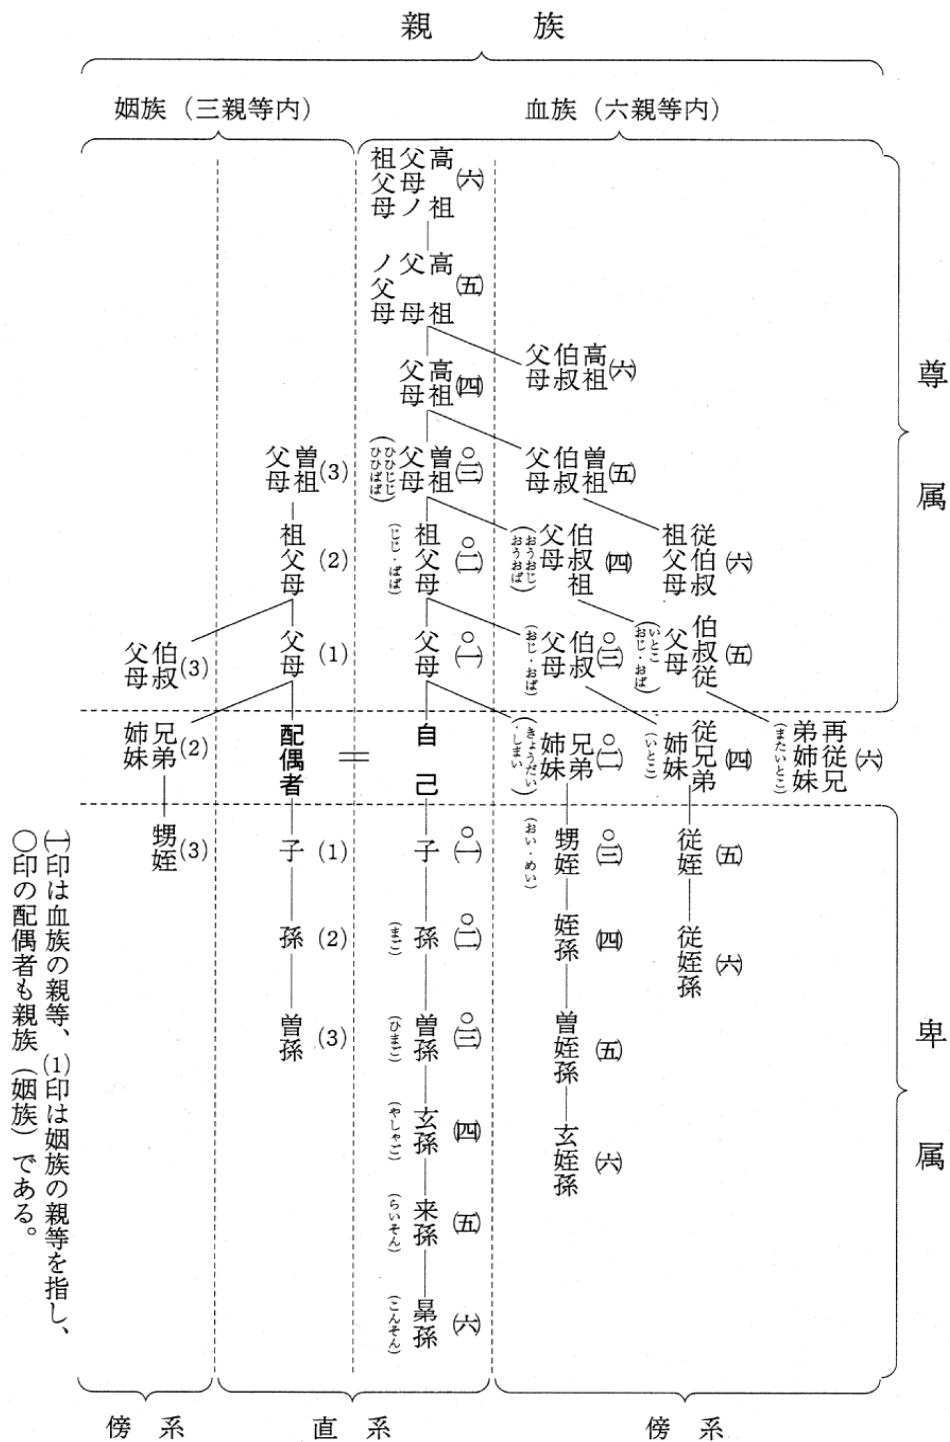 親族
姻族（三親等内）
血族（六親等内）
尊属
卑属
高祖父母ノ祖父母
㈥
高祖父母ノ父母
㈤
高祖父母
㈣
高祖伯叔父母
㈥
曽祖父母
（ひひじじ ひひばば）
○㈢
曽祖伯叔父母
㈤
曽祖父母
(3)
祖父母
（じじ・ばば）
○㈡
伯叔祖父母
（おうおじ おうおば）
㈣
従伯叔祖父母
㈥
祖父母
(2)
父母
○㈠
伯叔父母
（おじ・おば）
○㈢
伯叔従父母
（いとこ おじ・おば）
㈤
父母
(1)
伯叔父母
(3)
自己
＝
配偶者
兄弟姉妹
（きょうだい・しまい）
○㈡
従兄弟姉妹
（いとこ）
㈣
再従兄弟姉妹
（またいとこ）
㈥
兄弟姉妹
(2)
子
○㈠
甥姪
（おい・めい）
○㈢
従姪
㈤
子
(1)
甥姪
(3)
孫
（まご）
○㈡
姪孫
㈣
従姪孫
㈥
孫
(2)
曽孫
（ひまご）
○㈢
曽姪孫
㈤
曽孫
(3)
玄孫
（やしゃご）
㈣
玄姪孫
㈥
来孫
（らいそん）
㈤
昴孫
（こんそん）
㈥
傍系
直系
傍系
㈠印は血族の親等、(1)印は姻族の親等を指し、
○印の配偶者も親族（姻族）である。